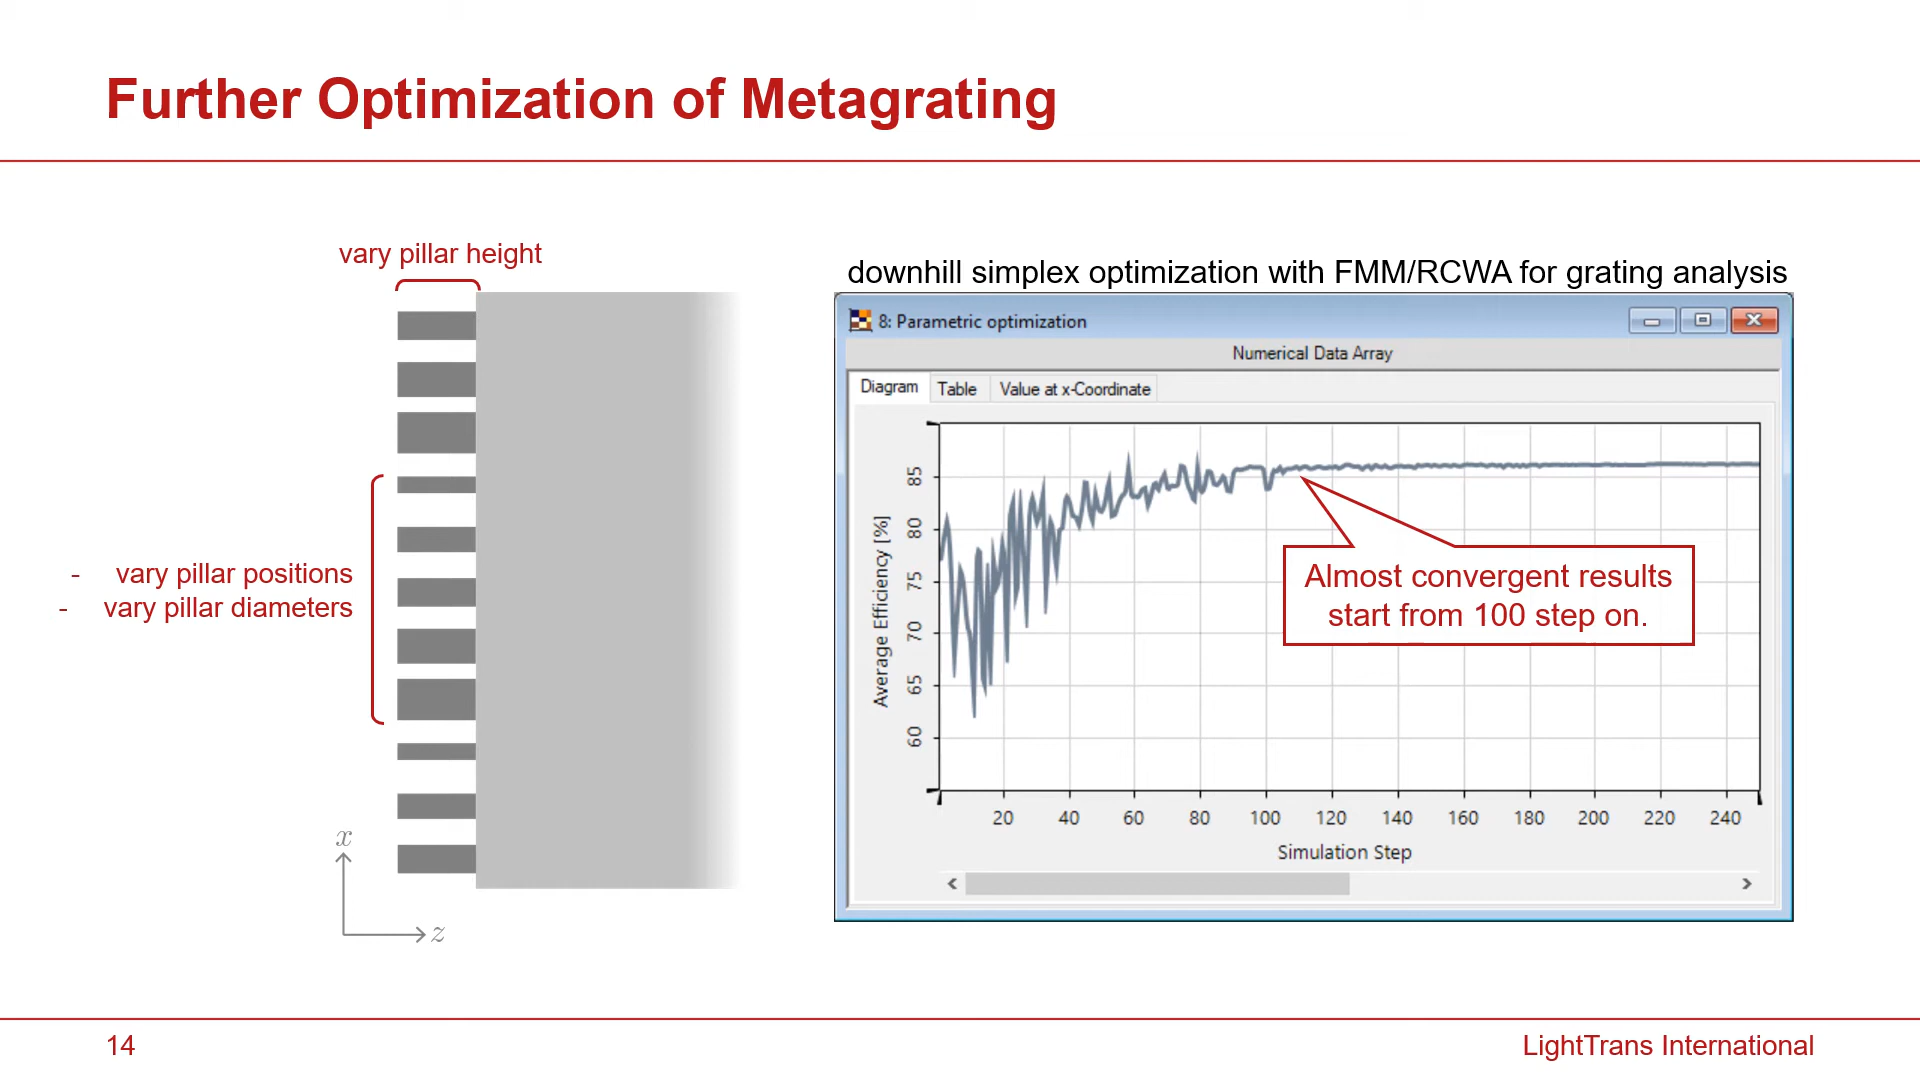 Further Optimization of Metagrating
vary pillar height
- vary pillar positions
- vary pillar diameters
x
z
downhill simplex optimization with FMM/RCWA for grating analysis
8: Parametric optimization
Numerical Data Array
Diagram Table Value at x-Coordinate
Average Efficiency [%]
85
80
75
70
65
60
Almost convergent results
start from 100 step on.
20 40 60 80 100 120 140 160 180 200 220 240
Simulation Step
14
LightTrans International